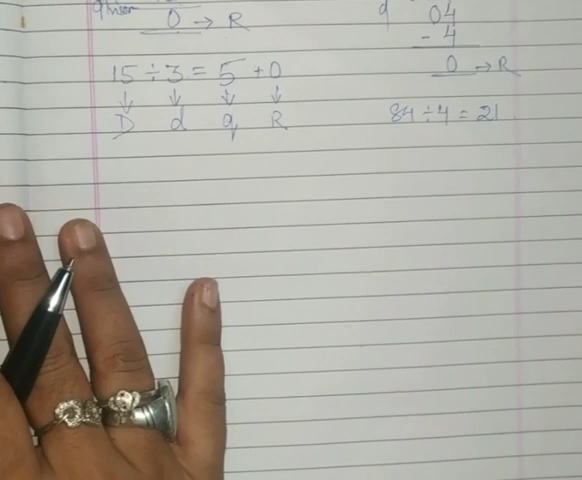 0 → R
15 ÷ 3 = 5 + 0
↓ ↓ ↓ ↓
D d q R
q 04
- 4
0 → R
84 ÷ 4 = 21